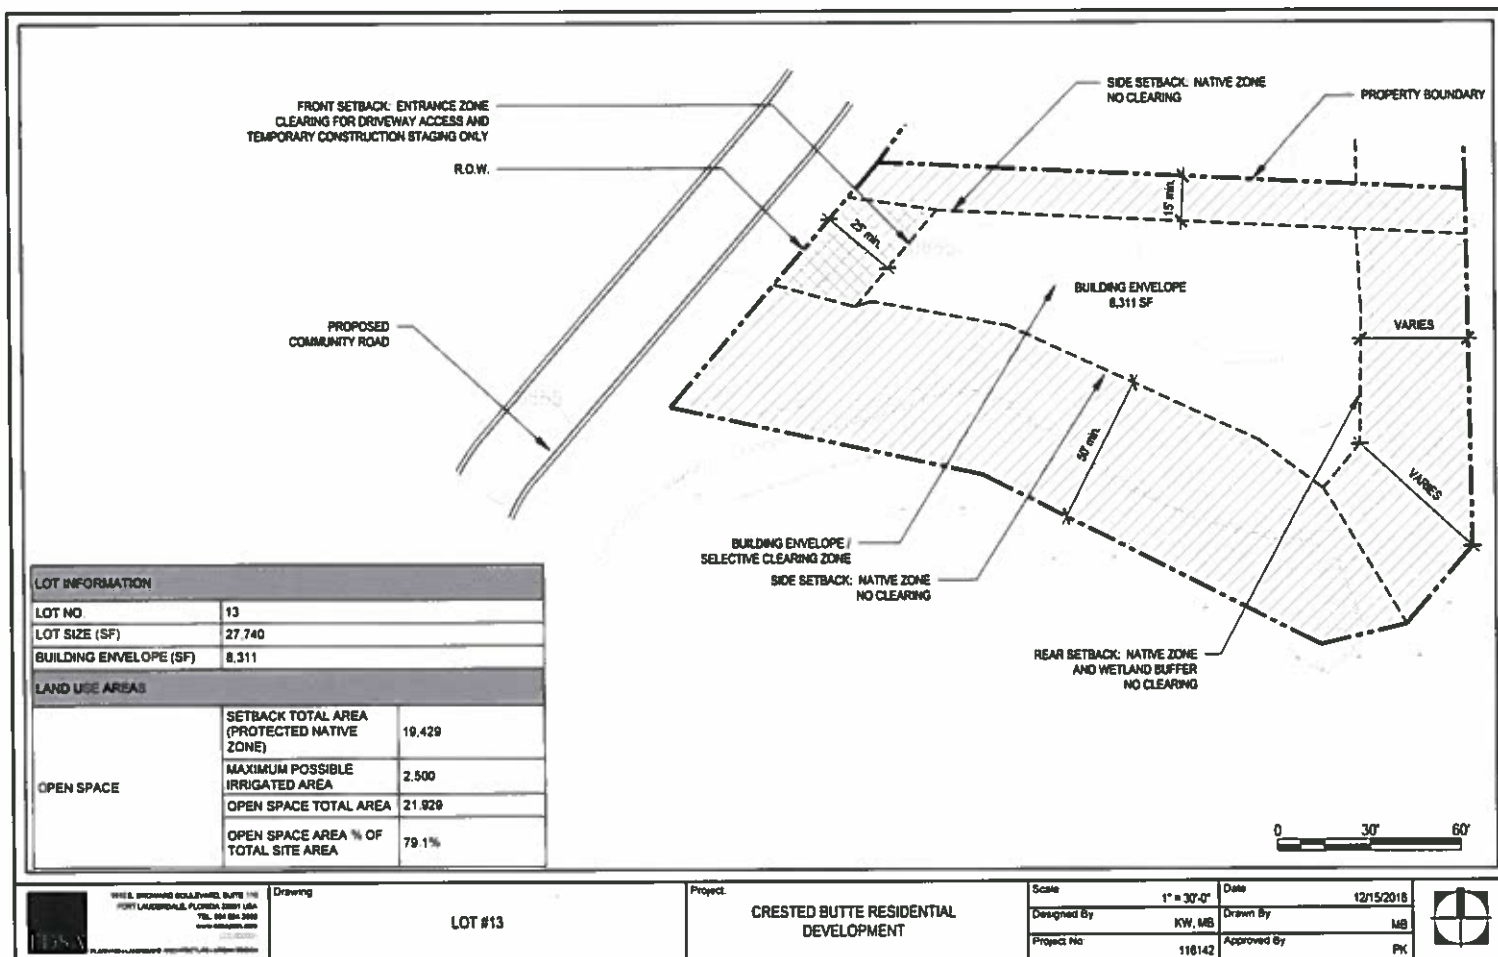 FRONT SETBACK: ENTRANCE ZONE
CLEARING FOR DRIVEWAY ACCESS AND
TEMPORARY CONSTRUCTION STAGING ONLY
R.O.W.
PROPOSED
COMMUNITY ROAD
SIDE SETBACK: NATIVE ZONE
NO CLEARING
PROPERTY BOUNDARY
15' min.
25' min.
BUILDING ENVELOPE
8,311 SF
VARIES
50' min.
VARIES
BUILDING ENVELOPE /
SELECTIVE CLEARING ZONE
SIDE SETBACK: NATIVE ZONE
NO CLEARING
REAR SETBACK: NATIVE ZONE
AND WETLAND BUFFER
NO CLEARING
LOT INFORMATION
LOT NO. 13
LOT SIZE (SF) 27,740
BUILDING ENVELOPE (SF) 8,311
LAND USE AREAS
OPEN SPACE
SETBACK TOTAL AREA
(PROTECTED NATIVE
ZONE)
19,429
MAXIMUM POSSIBLE
IRRIGATED AREA
2,500
OPEN SPACE TOTAL AREA 21,929
OPEN SPACE AREA % OF
TOTAL SITE AREA
79.1%
0 30' 60'
EDSA
Drawing
LOT #13
Project:
CRESTED BUTTE RESIDENTIAL
DEVELOPMENT
Scale 1" = 30'-0"
Date 12/15/2016
Designed By KW, MB
Drawn By MB
Project No 116142
Approved By PK